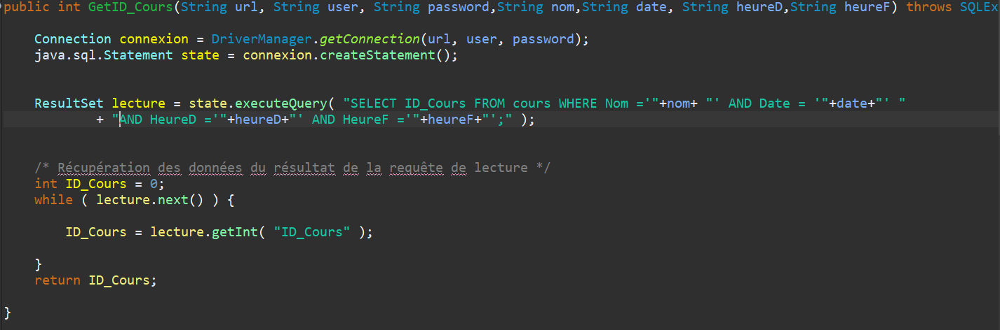 public int GetID_Cours(String url, String user, String password,String nom,String date, String heureD,String heureF) throws SQLEx
Connection connexion = DriverManager.getConnection(url, user, password);
java.sql.Statement state = connexion.createStatement();
ResultSet lecture = state.executeQuery( "SELECT ID_Cours FROM cours WHERE Nom ='"+nom+ "' AND Date = '"+date+"' "
+ "AND HeureD ='"+heureD+"' AND HeureF ='"+heureF+"';" );
/* Récupération des données du résultat de la requête de lecture */
int ID_Cours = 0;
while ( lecture.next() ) {
ID_Cours = lecture.getInt( "ID_Cours" );
}
return ID_Cours;
}